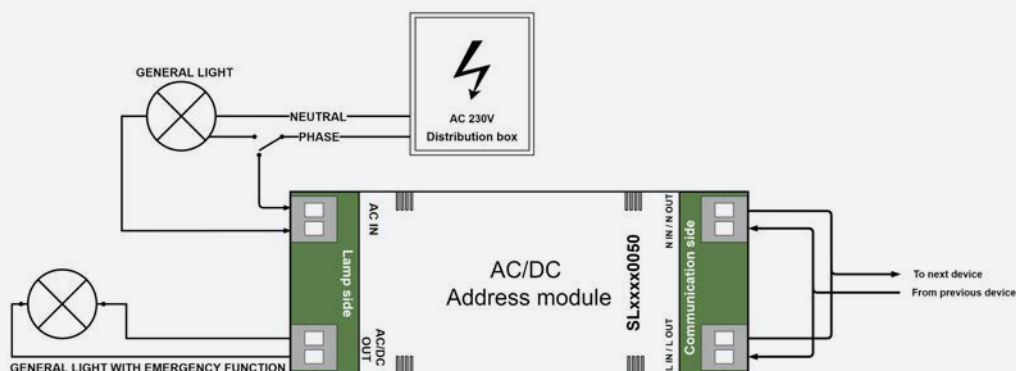 GENERAL LIGHT
NEUTRAL
PHASE
AC 230V
Distribution box
AC IN
Lamp side
AC/DC
OUT
AC/DC
Address module
SLxxxx0050
N IN / N OUT
Communication side
L IN / L OUT
To next device
From previous device
GENERAL LIGHT WITH EMERGENCY FUNCTION